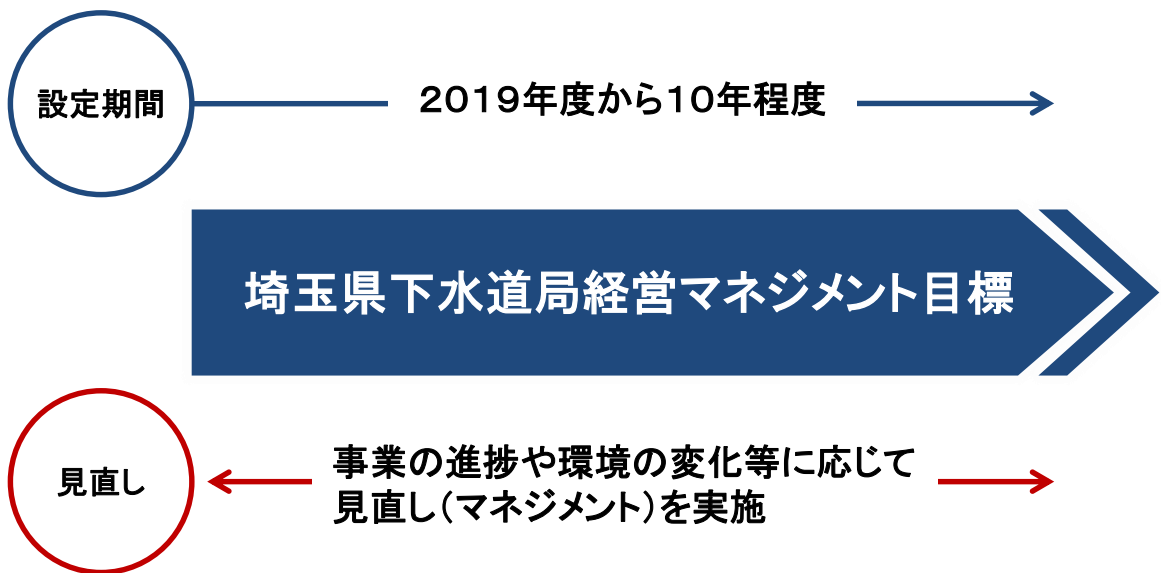 設定期間
2019年度から10年程度
埼玉県下水道局経営マネジメント目標
見直し
事業の進捗や環境の変化等に応じて
見直し(マネジメント)を実施